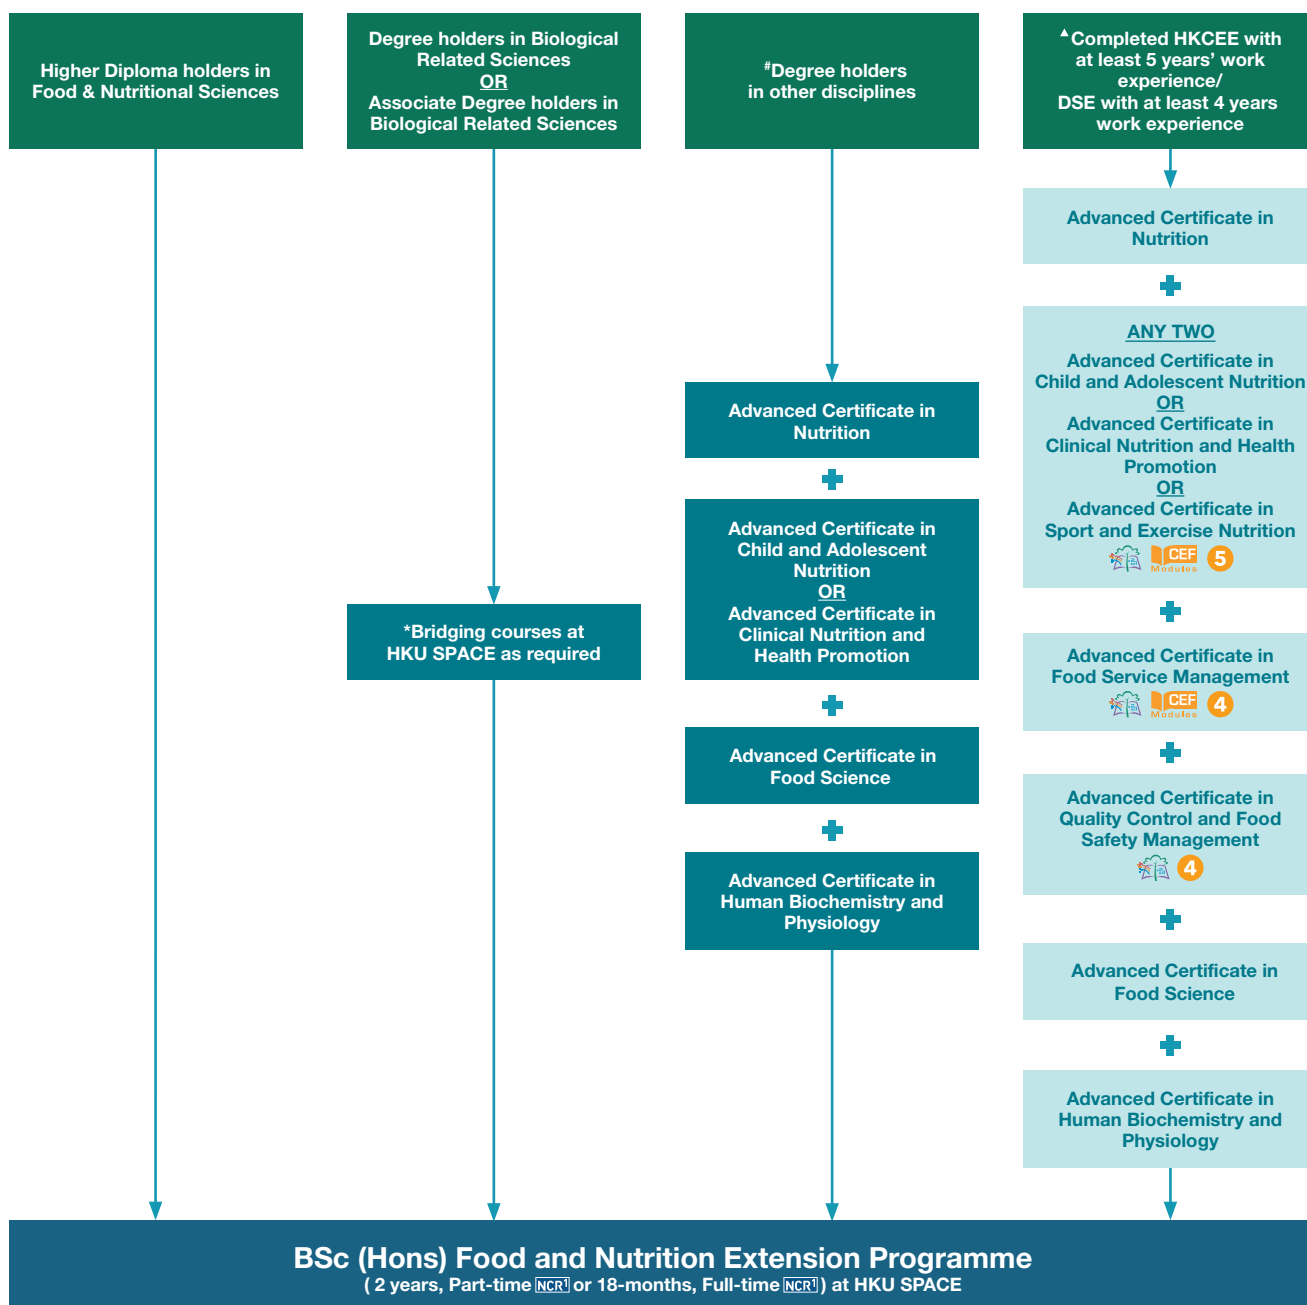 Higher Diploma holders in
Food & Nutritional Sciences
Degree holders in Biological
Related Sciences
OR
Associate Degree holders in
Biological Related Sciences
#Degree holders
in other disciplines
▲Completed HKCEE with
at least 5 years' work
experience/
DSE with at least 4 years
work experience
*Bridging courses at
HKU SPACE as required
Advanced Certificate in
Nutrition
Advanced Certificate in
Child and Adolescent
Nutrition
OR
Advanced Certificate in
Clinical Nutrition and
Health Promotion
Advanced Certificate in
Food Science
Advanced Certificate in
Human Biochemistry and
Physiology
Advanced Certificate in
Nutrition
ANY TWO
Advanced Certificate in
Child and Adolescent Nutrition
OR
Advanced Certificate in
Clinical Nutrition and Health
Promotion
OR
Advanced Certificate in
Sport and Exercise Nutrition
CEF Modules 5
Advanced Certificate in
Food Service Management
CEF Modules 4
Advanced Certificate in
Quality Control and Food
Safety Management
4
Advanced Certificate in
Food Science
Advanced Certificate in
Human Biochemistry and
Physiology
BSc (Hons) Food and Nutrition Extension Programme
( 2 years, Part-time NCR1 or 18-months, Full-time NCR1 ) at HKU SPACE